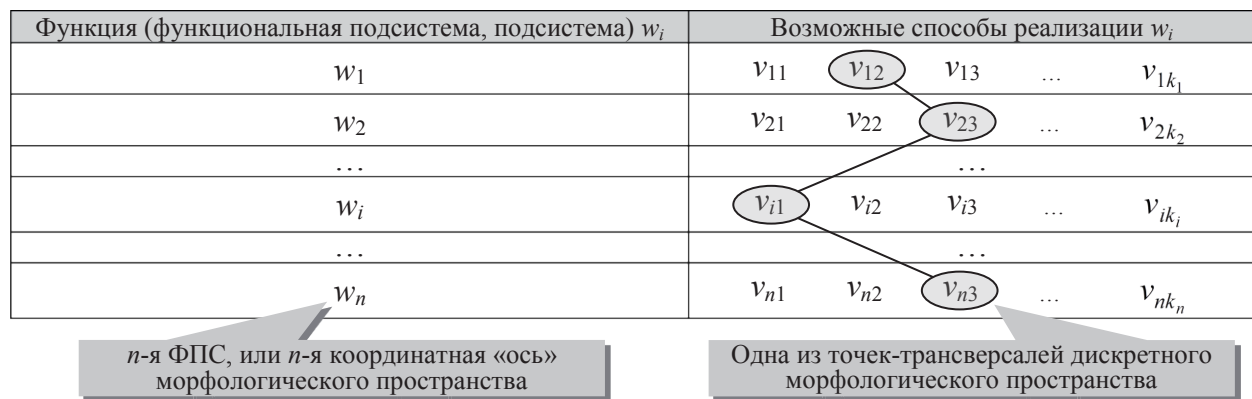 Функция (функциональная подсистема, подсистема) wᵢ Возможные способы реализации wᵢ
w₁ v₁₁ v₁₂ v₁₃ … v₁ₖ₁
w₂ v₂₁ v₂₂ v₂₃ … v₂ₖ₂
… …
wᵢ vᵢ₁ vᵢ₂ vᵢ₃ … vᵢₖᵢ
… …
wₙ vₙ₁ vₙ₂ vₙ₃ … vₙₖₙ
n-я ФПС, или n-я координатная «ось»
морфологического пространства
Одна из точек-трансверсалей дискретного
морфологического пространства